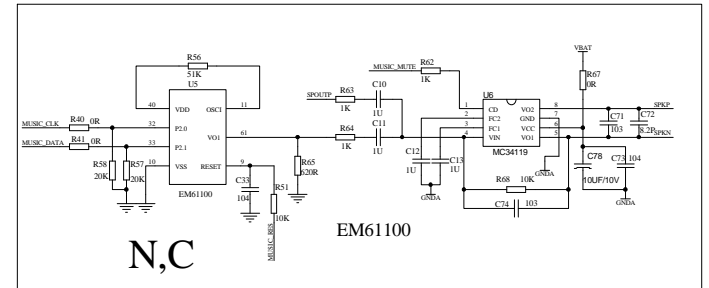 R56
51K
U5
MUSIC_CLK R40 0R
MUSIC_DATA R41 0R
R58
20K
R57
20K
40 VDD OSCI 11
32 P2.0
VO1 61
33 P2.1
10 VSS RESET 9
EM61100
C33
104
R51
10K
MUSIC_RES
R65
620R
SPOUTP R63
1K
C10
1U
R64
1K
C11
1U
MUSIC_MUTE R62
1K
U6
1 CD VO2 8
2 FC2 GND 7
3 FC1 VCC 6
4 VIN VO1 5
MC34119
C12
1U
C13
1U
GNDA
GNDA
R68 10K
C74 103
VBAT
R67
0R
C71
103
C72
8.2P
SPKP
SPKN
C78
10UF/10V
C73 104
GNDA
EM61100
N,C